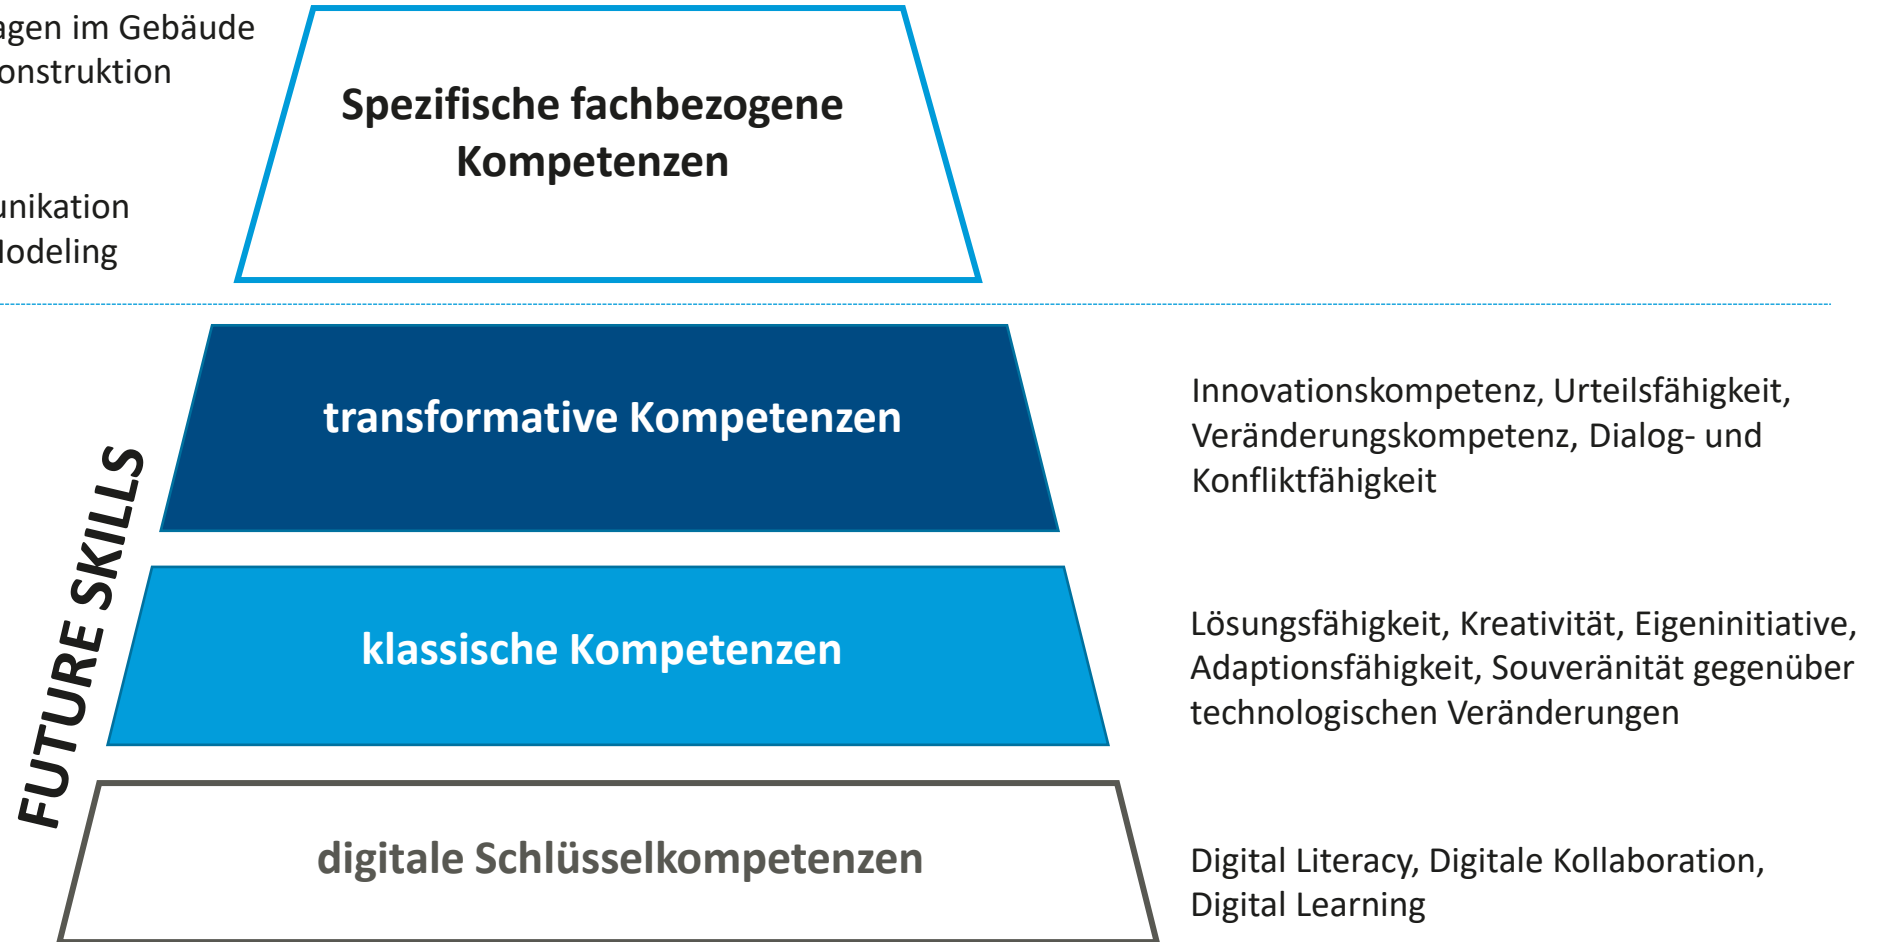 agen im Gebäude
onstruktion
unikation
Modeling
Spezifische fachbezogene
Kompetenzen
FUTURE SKILLS
transformative Kompetenzen
Innovationskompetenz, Urteilsfähigkeit,
Veränderungskompetenz, Dialog- und
Konfliktfähigkeit
klassische Kompetenzen
Lösungsfähigkeit, Kreativität, Eigeninitiative,
Adaptionsfähigkeit, Souveränität gegenüber
technologischen Veränderungen
digitale Schlüsselkompetenzen
Digital Literacy, Digitale Kollaboration,
Digital Learning